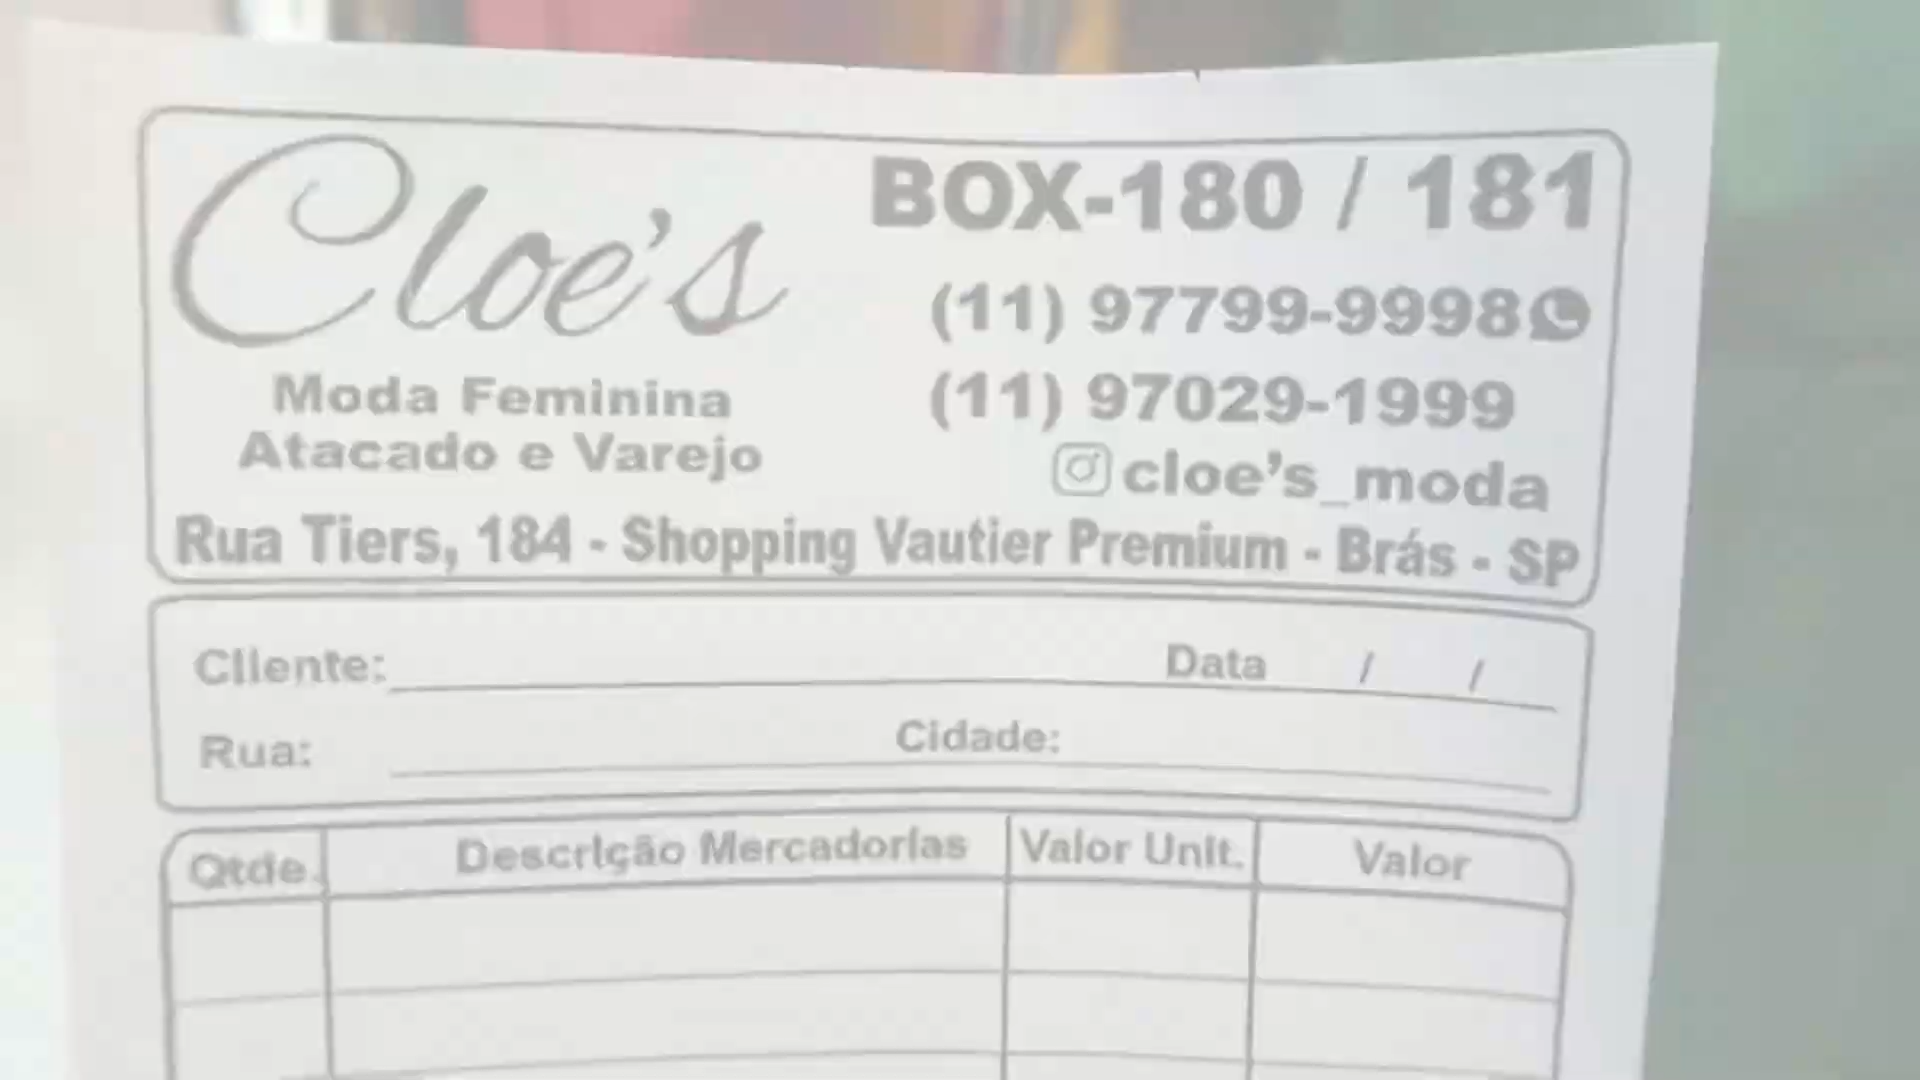 Cloe's
BOX-180 / 181
(11) 97799-9998
(11) 97029-1999
Moda Feminina
Atacado e Varejo
cloe's_moda
Rua Tiers, 184 - Shopping Vautier Premium - Brás - SP
Cliente: Data / /
Rua: Cidade:
Qtde. Descrição Mercadorias Valor Unit. Valor